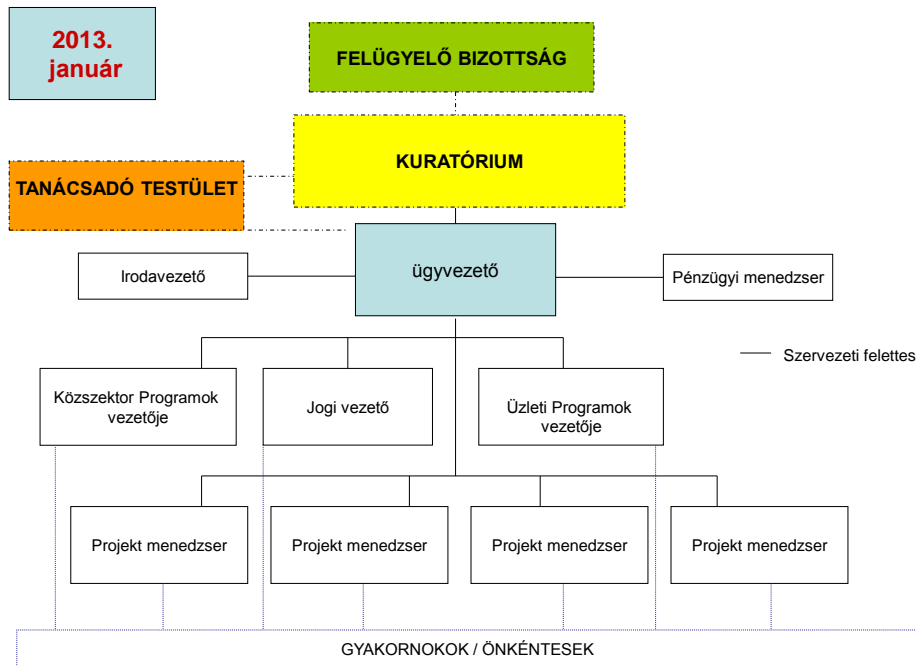 2013.
január
FELÜGYELŐ BIZOTTSÁG
KURATÓRIUM
TANÁCSADÓ TESTÜLET
ügyvezető
Irodavezető
Pénzügyi menedzser
Szervezeti felettes
Közszektor Programok
vezetője
Jogi vezető
Üzleti Programok
vezetője
Projekt menedzser
Projekt menedzser
Projekt menedzser
Projekt menedzser
GYAKORNOKOK / ÖNKÉNTESEK